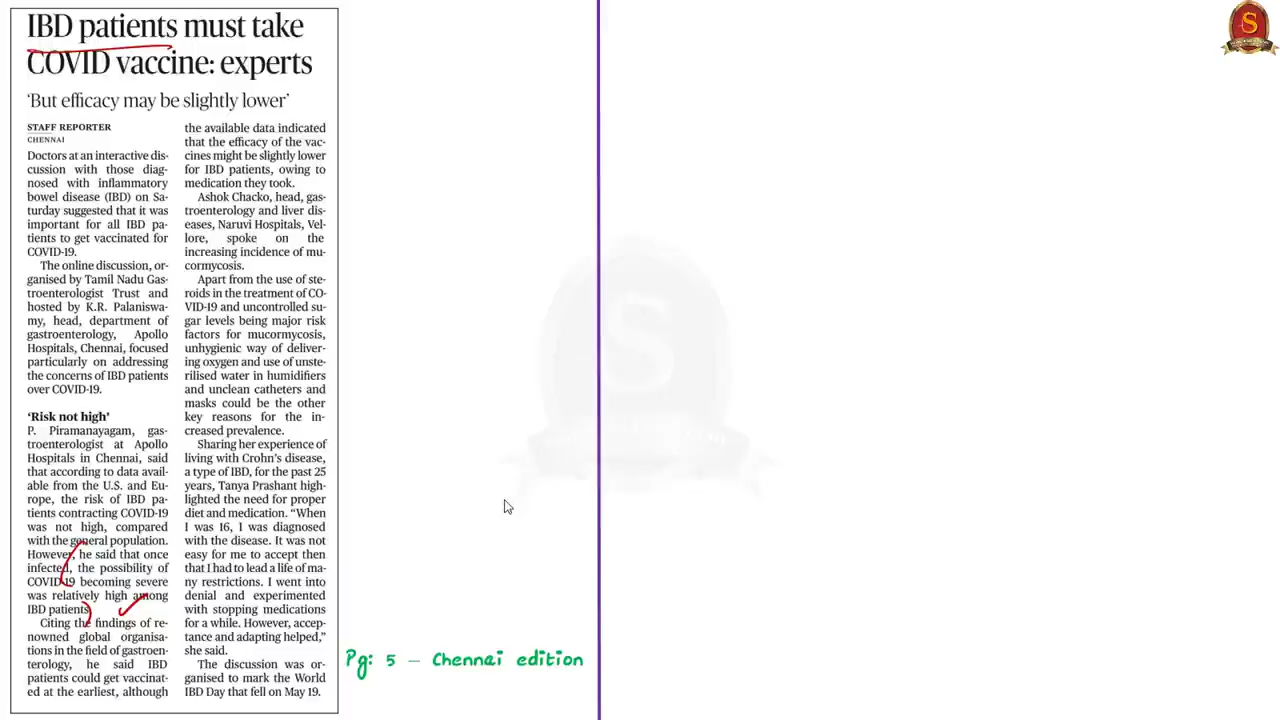 IBD patients must take
COVID vaccine: experts
‘But efficacy may be slightly lower’
STAFF REPORTER
CHENNAI
Doctors at an interactive dis-
cussion with those diag-
nosed with inflammatory
bowel disease (IBD) on Sa-
turday suggested that it was
important for all IBD pa-
tients to get vaccinated for
COVID-19.
The online discussion, or-
ganised by Tamil Nadu Gas-
troenterologist Trust and
hosted by K.R. Palaniswa-
my, head, department of
gastroenterology, Apollo
Hospitals, Chennai, focused
particularly on addressing
the concerns of IBD patients
over COVID-19.
‘Risk not high’
P. Piramanayagam, gas-
troenterologist at Apollo
Hospitals in Chennai, said
that according to data avail-
able from the U.S. and Eu-
rope, the risk of IBD pa-
tients contracting COVID-19
was not high, compared
with the general population.
However, he said that once
infected, the possibility of
COVID-19 becoming severe
was relatively high among
IBD patients.
Citing the findings of re-
nowned global organisa-
tions in the field of gastroen-
terology, he said IBD
patients could get vaccinat-
ed at the earliest, although
the available data indicated
that the efficacy of the vac-
cines might be slightly lower
for IBD patients, owing to
medication they took.
Ashok Chacko, head, gas-
troenterology and liver dis-
eases, Naruvi Hospitals, Vel-
lore, spoke on the
increasing incidence of mu-
cormycosis.
Apart from the use of ste-
roids in the treatment of CO-
VID-19 and uncontrolled su-
gar levels being major risk
factors for mucormycosis,
unhygienic way of deliver-
ing oxygen and use of unste-
rilised water in humidifiers
and unclean catheters and
masks could be the other
key reasons for the in-
creased prevalence.
Sharing her experience of
living with Crohn’s disease,
a type of IBD, for the past 25
years, Tanya Prashant high-
lighted the need for proper
diet and medication. “When
I was 16, I was diagnosed
with the disease. It was not
easy for me to accept then
that I had to lead a life of ma-
ny restrictions. I went into
denial and experimented
with stopping medications
for a while. However, accep-
tance and adapting helped,”
she said.
The discussion was or-
ganised to mark the World
IBD Day that fell on May 19.
Pg: 5 – Chennai edition
S
S